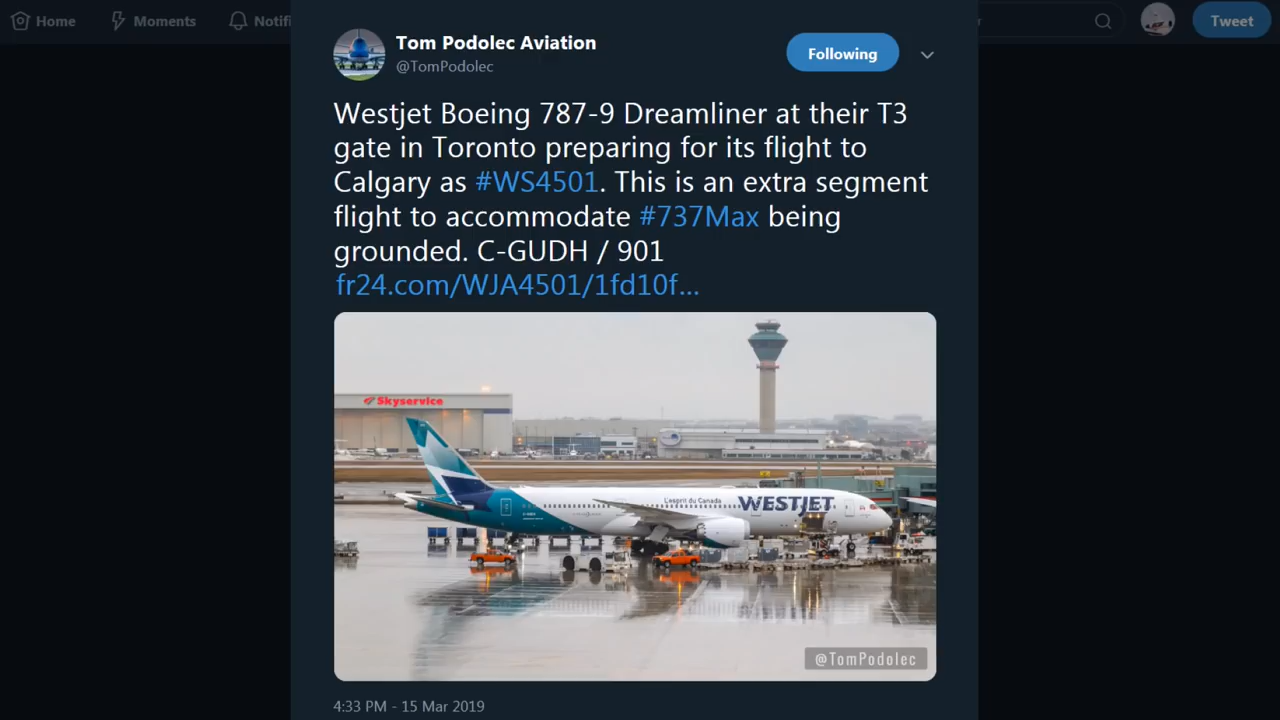 Home
Moments
Notifi
r
Tweet
Tom Podolec Aviation
@TomPodolec
Following
Westjet Boeing 787-9 Dreamliner at their T3
gate in Toronto preparing for its flight to
Calgary as #WS4501. This is an extra segment
flight to accommodate #737Max being
grounded. C-GUDH / 901
fr24.com/WJA4501/1fd10f...
Skyservice
L'esprit du Canada
WESTJET
@TomPodolec
4:33 PM - 15 Mar 2019